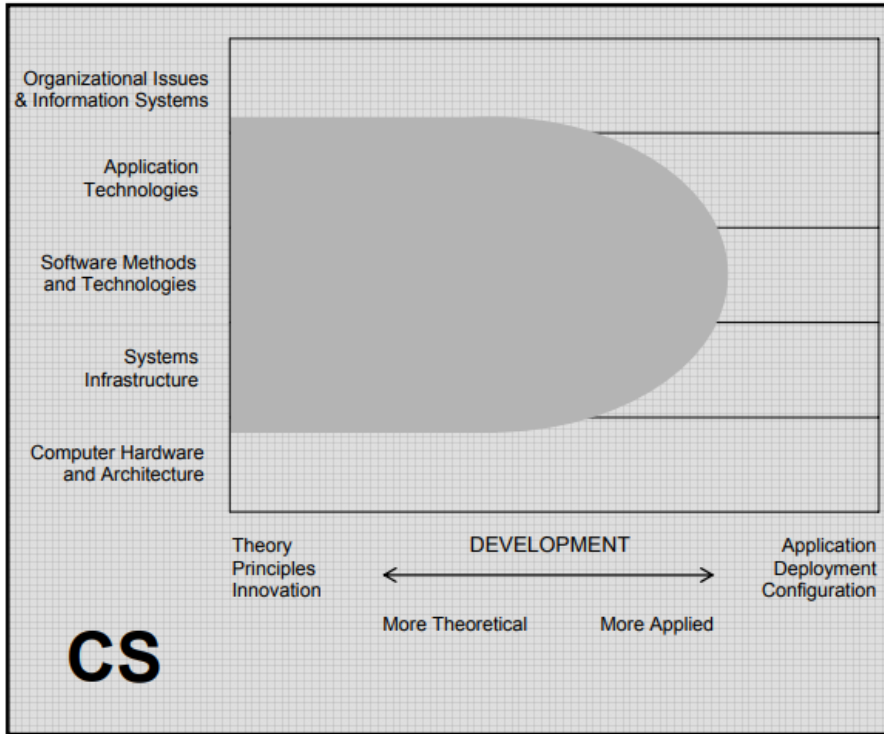 Organizational Issues
& Information Systems
Application
Technologies
Software Methods
and Technologies
Systems
Infrastructure
Computer Hardware
and Architecture
Theory
Principles
Innovation
DEVELOPMENT
More Theoretical
More Applied
Application
Deployment
Configuration
CS